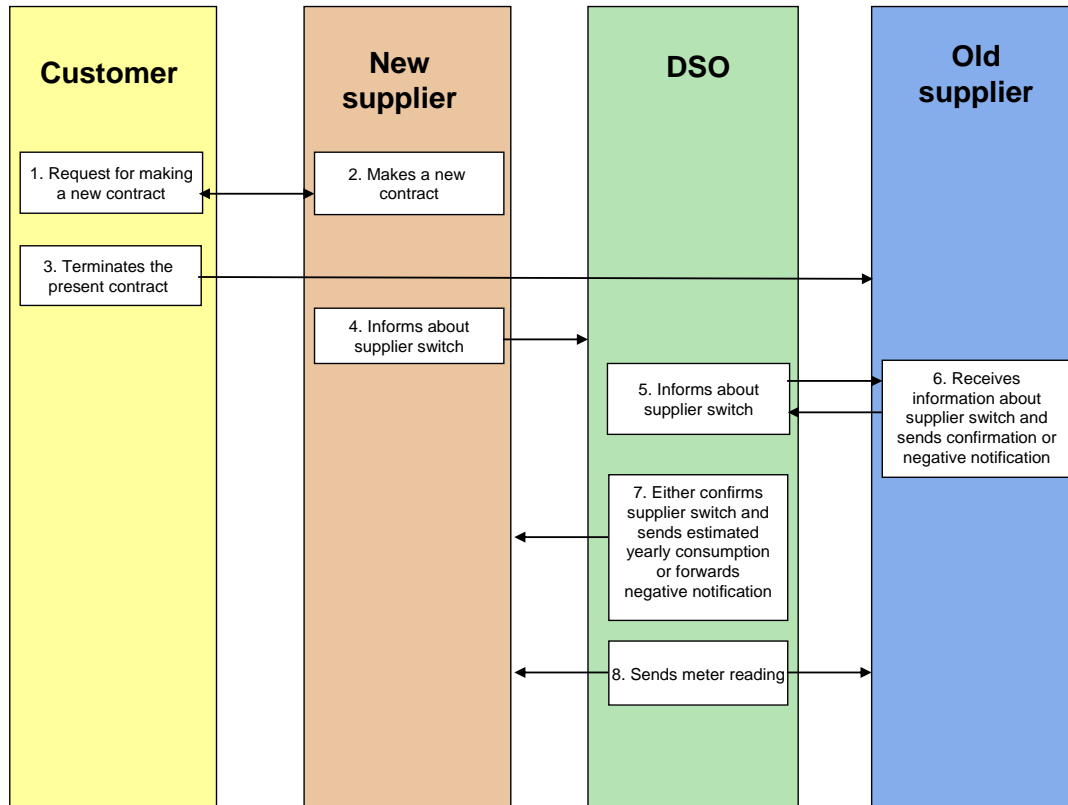 Customer
New
supplier
DSO
Old
supplier
1. Request for making
a new contract
2. Makes a new
contract
3. Terminates the
present contract
4. Informs about
supplier switch
5. Informs about
supplier switch
6. Receives
information about
supplier switch and
sends confirmation or
negative notification
7. Either confirms
supplier switch and
sends estimated
yearly consumption
or forwards
negative notification
8. Sends meter reading